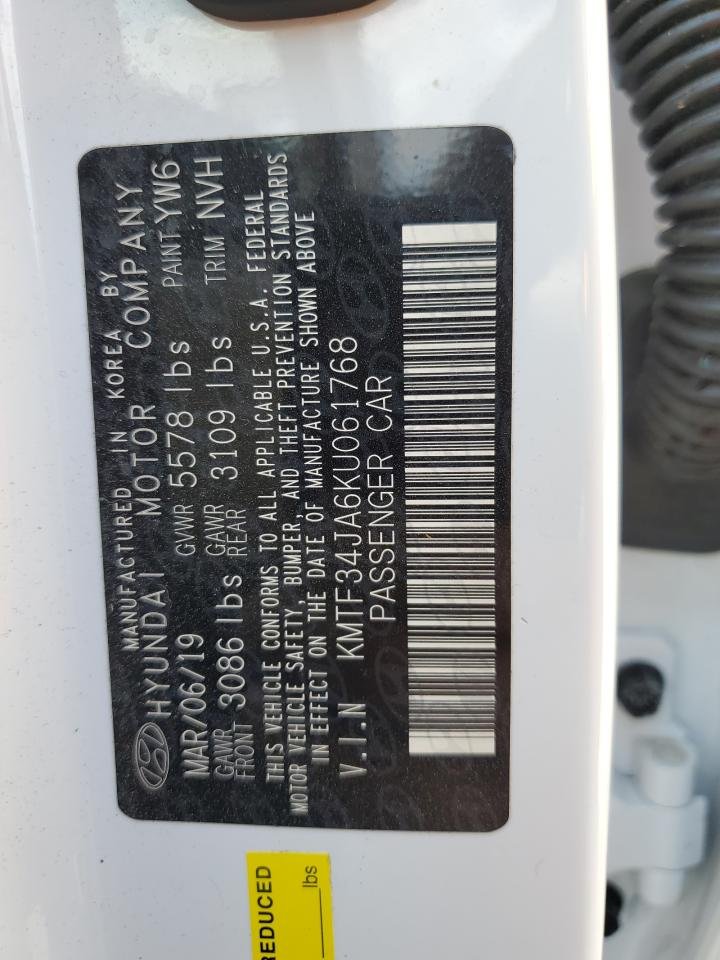 MANUFACTURED IN KOREA BY
HYUNDAI MOTOR COMPANY
MAR/06/19 GVWR 5578 lbs PAINT YW6
GAWR FRONT 3086 lbs GAWR REAR 3109 lbs TRIM NVH
THIS VEHICLE CONFORMS TO ALL APPLICABLE U.S.A. FEDERAL
MOTOR VEHICLE SAFETY, BUMPER, AND THEFT PREVENTION STANDARDS
IN EFFECT ON THE DATE OF MANUFACTURE SHOWN ABOVE
V.I.N KMTF34JA6KU061768
PASSENGER CAR
REDUCED
lbs